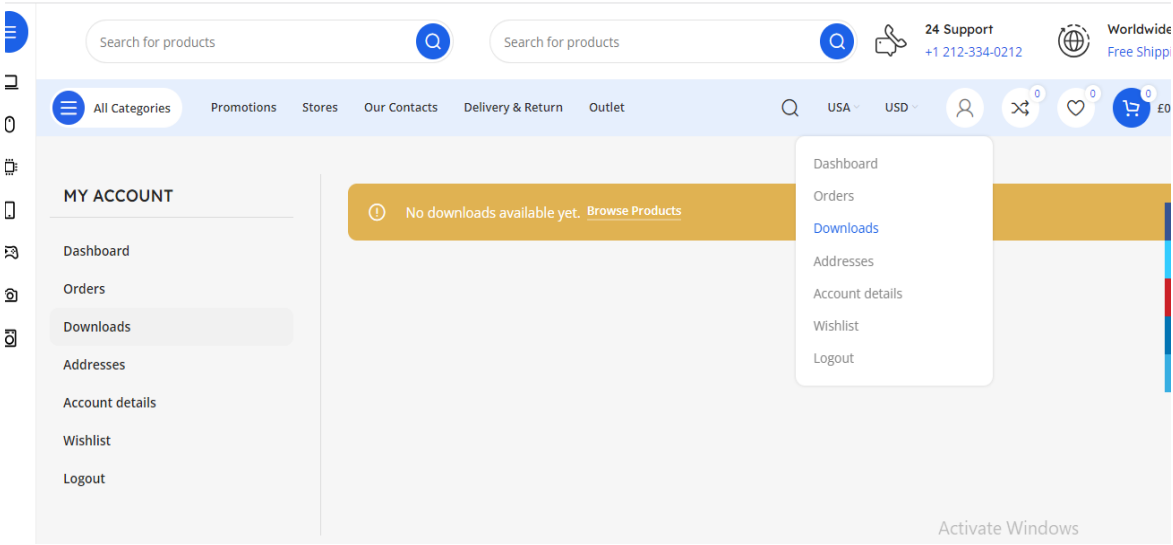 Search for products
Search for products
24 Support
+1 212-334-0212
Worldwide
Free Shippi
All Categories
Promotions
Stores
Our Contacts
Delivery & Return
Outlet
USA
USD
0
0
0
£0
MY ACCOUNT
Dashboard
Orders
Downloads
Addresses
Account details
Wishlist
Logout
No downloads available yet. Browse Products
Dashboard
Orders
Downloads
Addresses
Account details
Wishlist
Logout
Activate Windows